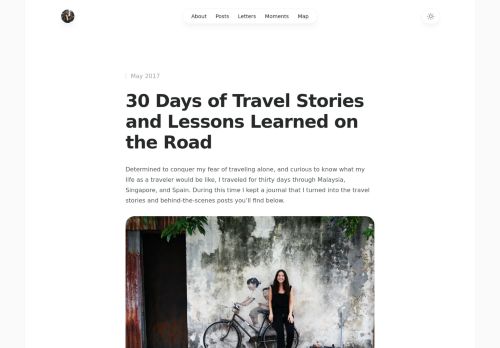 About Posts Letters Moments Map
May 2017
30 Days of Travel Stories
and Lessons Learned on
the Road
Determined to conquer my fear of traveling alone, and curious to know what my
life as a traveler would be like, I traveled for thirty days through Malaysia,
Singapore, and Spain. During this time I kept a journal that I turned into the travel
stories and behind-the-scenes posts you'll find below.